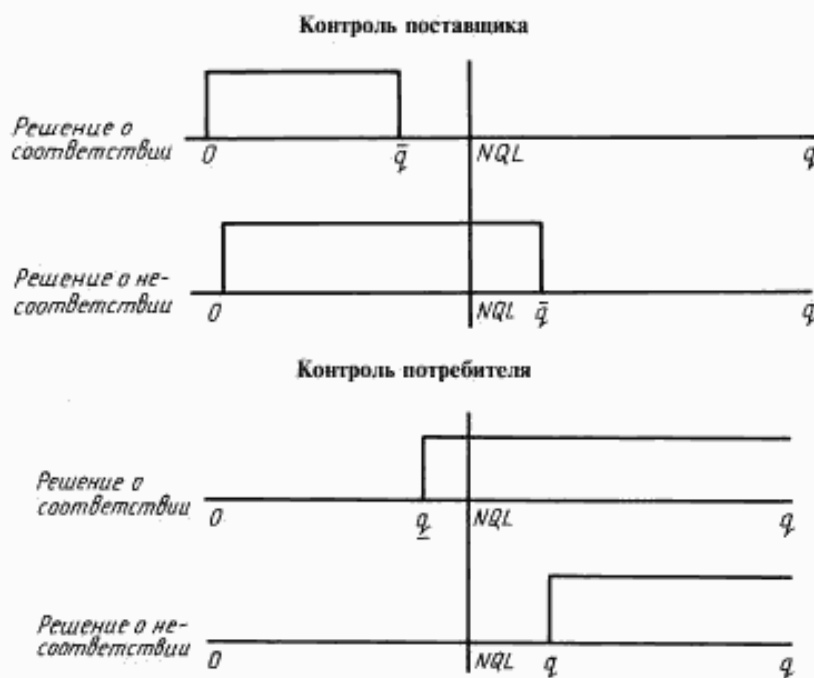 Контроль поставщика
Решение о
соответствии
0 q̄ NQL q
Решение о не-
соответствии
0 NQL q̄ q
Контроль потребителя
Решение о
соответствии
0 q̲ NQL q
Решение о не-
соответствии
0 NQL q q